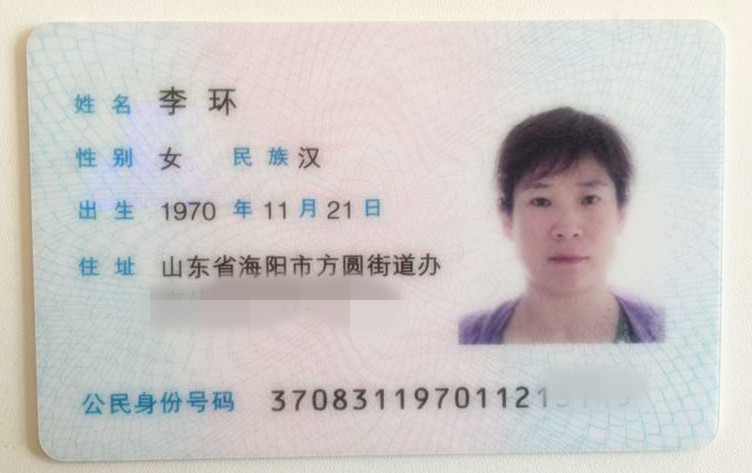 姓名 李环
性别 女 民族 汉
出生 1970 年 11 月 21 日
住址 山东省海阳市方圆街道办
公民身份号码 37083119701121